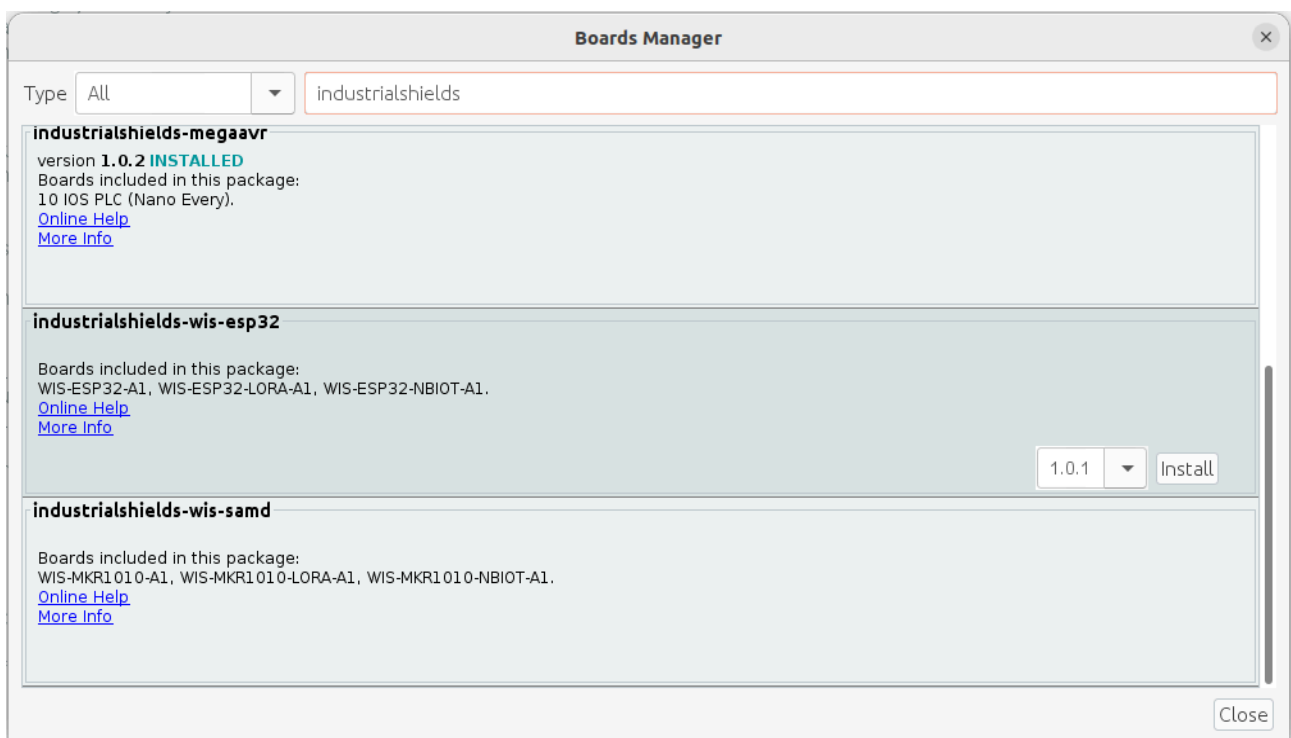 Boards Manager
Type All industrialshields
industrialshields-megaavr
version 1.0.2 INSTALLED
Boards included in this package:
10 IOS PLC (Nano Every).
Online Help
More Info
industrialshields-wis-esp32
Boards included in this package:
WIS-ESP32-A1, WIS-ESP32-LORA-A1, WIS-ESP32-NBIOT-A1.
Online Help
More Info
1.0.1 Install
industrialshields-wis-samd
Boards included in this package:
WIS-MKR1010-A1, WIS-MKR1010-LORA-A1, WIS-MKR1010-NBIOT-A1.
Online Help
More Info
Close